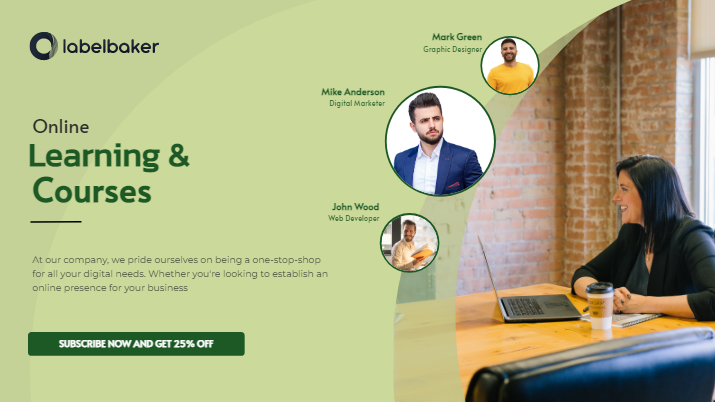 labelbaker
Mark Green
Graphic Designer
Mike Anderson
Digital Marketer
Online
Learning &
Courses
John Wood
Web Developer
At our company, we pride ourselves on being a one-stop-shop
for all your digital needs. Whether you're looking to establish an
online presence for your business
SUBSCRIBE NOW AND GET 25% OFF